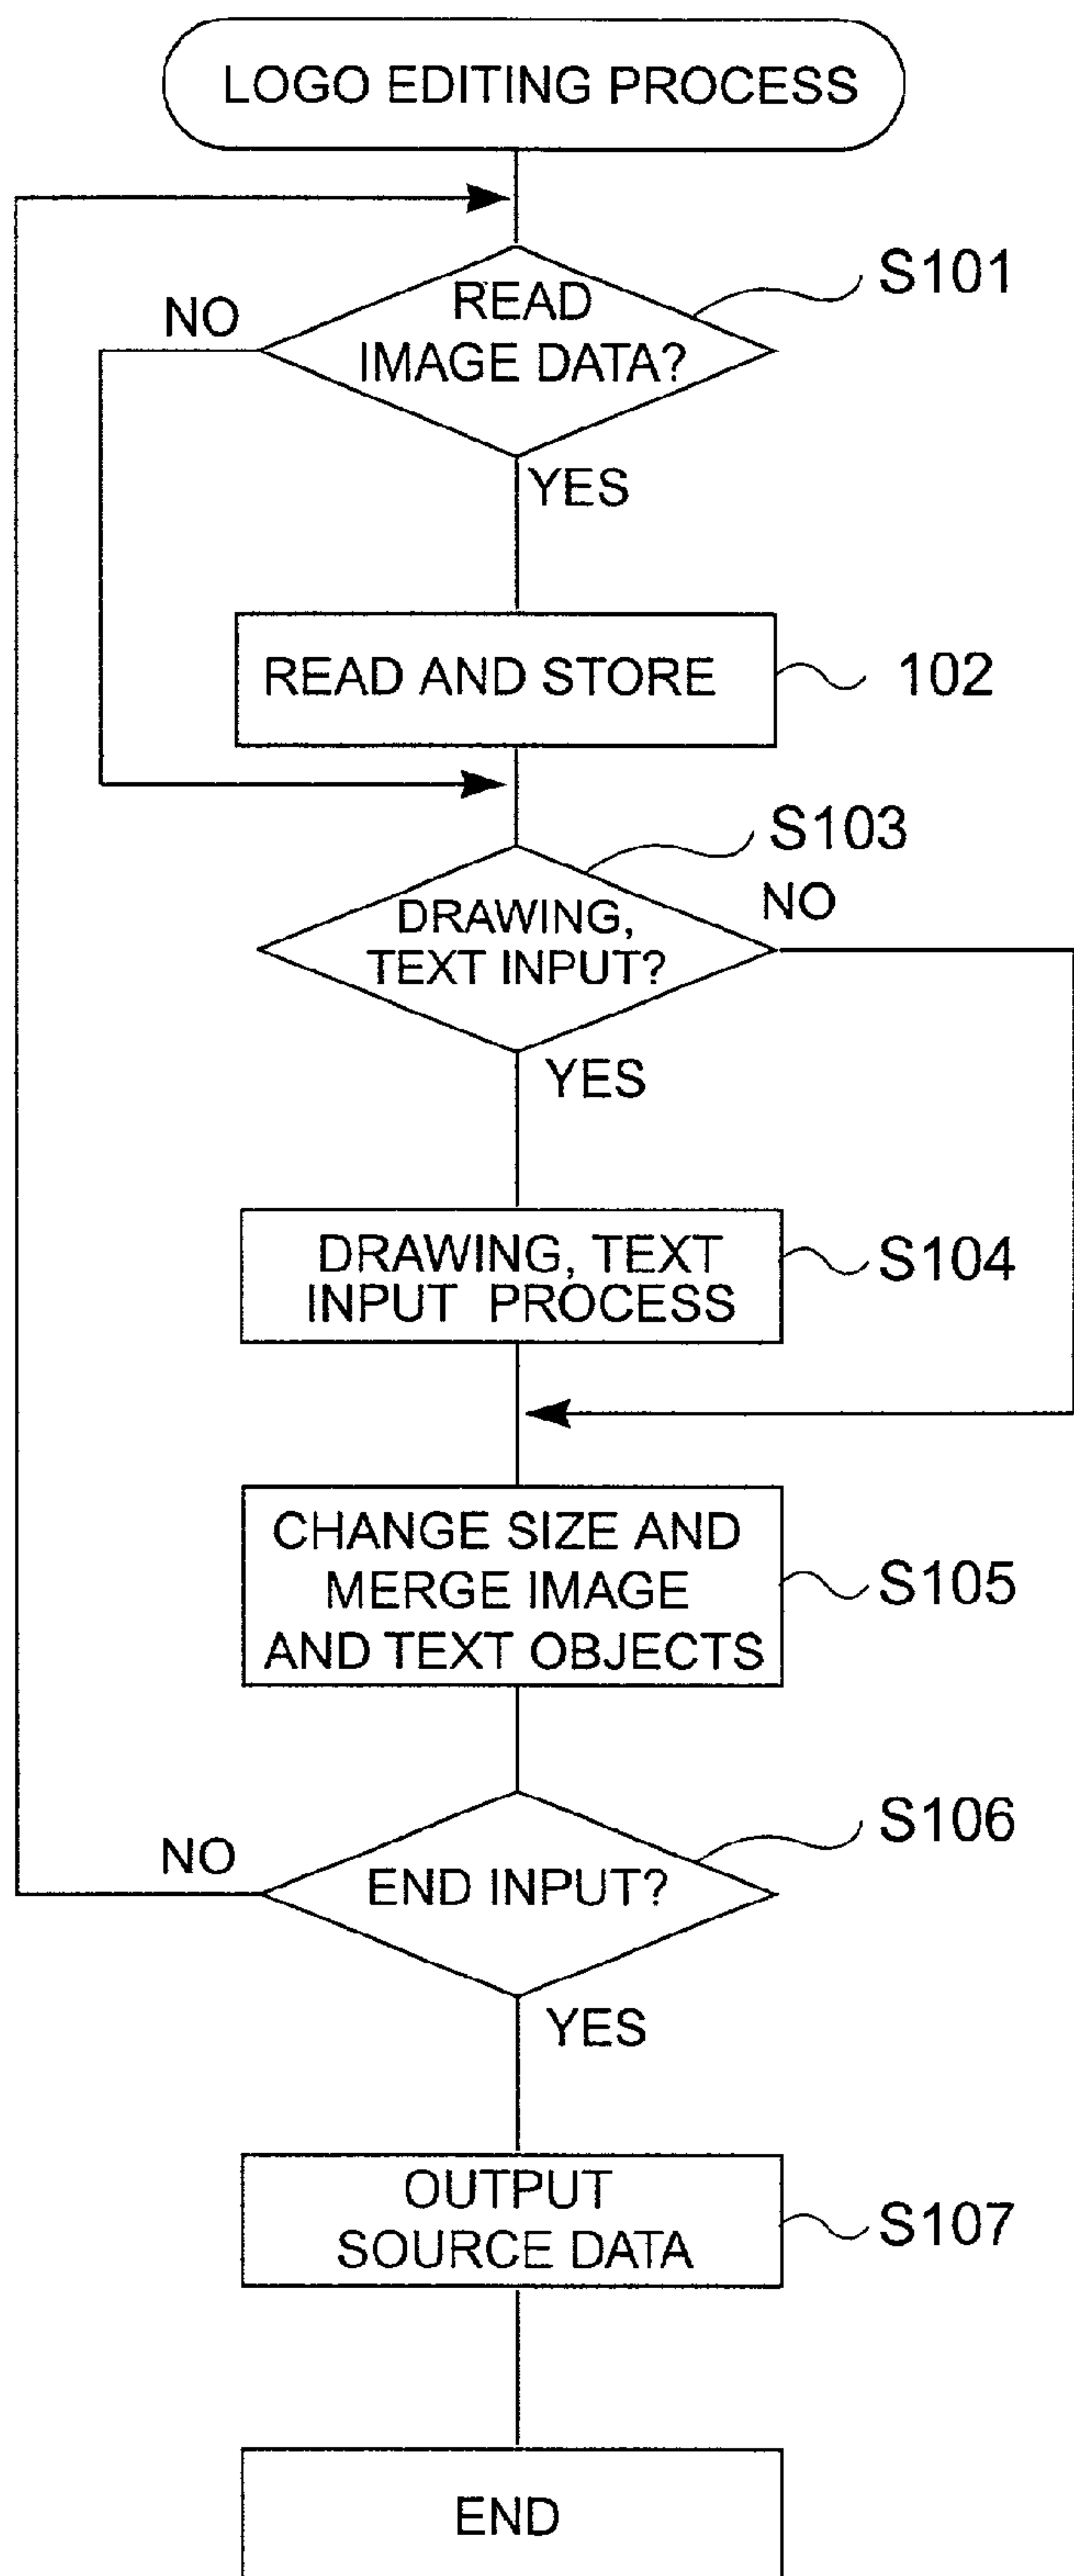 LOGO EDITING PROCESS
S101
NO
READ
IMAGE DATA?
YES
READ AND STORE
102
S103
NO
DRAWING,
TEXT INPUT?
YES
DRAWING, TEXT
INPUT PROCESS
S104
CHANGE SIZE AND
MERGE IMAGE
AND TEXT OBJECTS
S105
S106
NO
END INPUT?
YES
OUTPUT
SOURCE DATA
S107
END